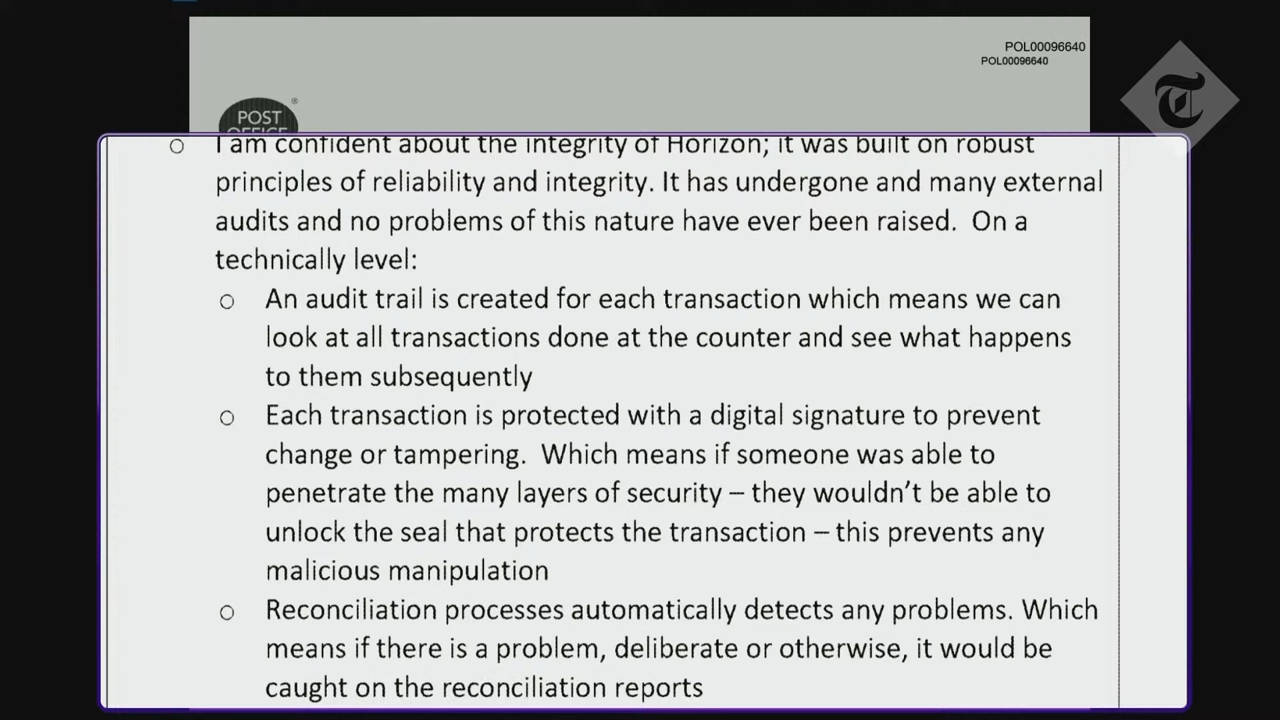 POL00096640
POL00096640
POST
OFFICE
○ I am confident about the integrity of Horizon; it was built on robust
principles of reliability and integrity. It has undergone and many external
audits and no problems of this nature have ever been raised.  On a
technically level:
○ An audit trail is created for each transaction which means we can
look at all transactions done at the counter and see what happens
to them subsequently
○ Each transaction is protected with a digital signature to prevent
change or tampering.  Which means if someone was able to
penetrate the many layers of security – they wouldn’t be able to
unlock the seal that protects the transaction – this prevents any
malicious manipulation
○ Reconciliation processes automatically detects any problems. Which
means if there is a problem, deliberate or otherwise, it would be
caught on the reconciliation reports
T